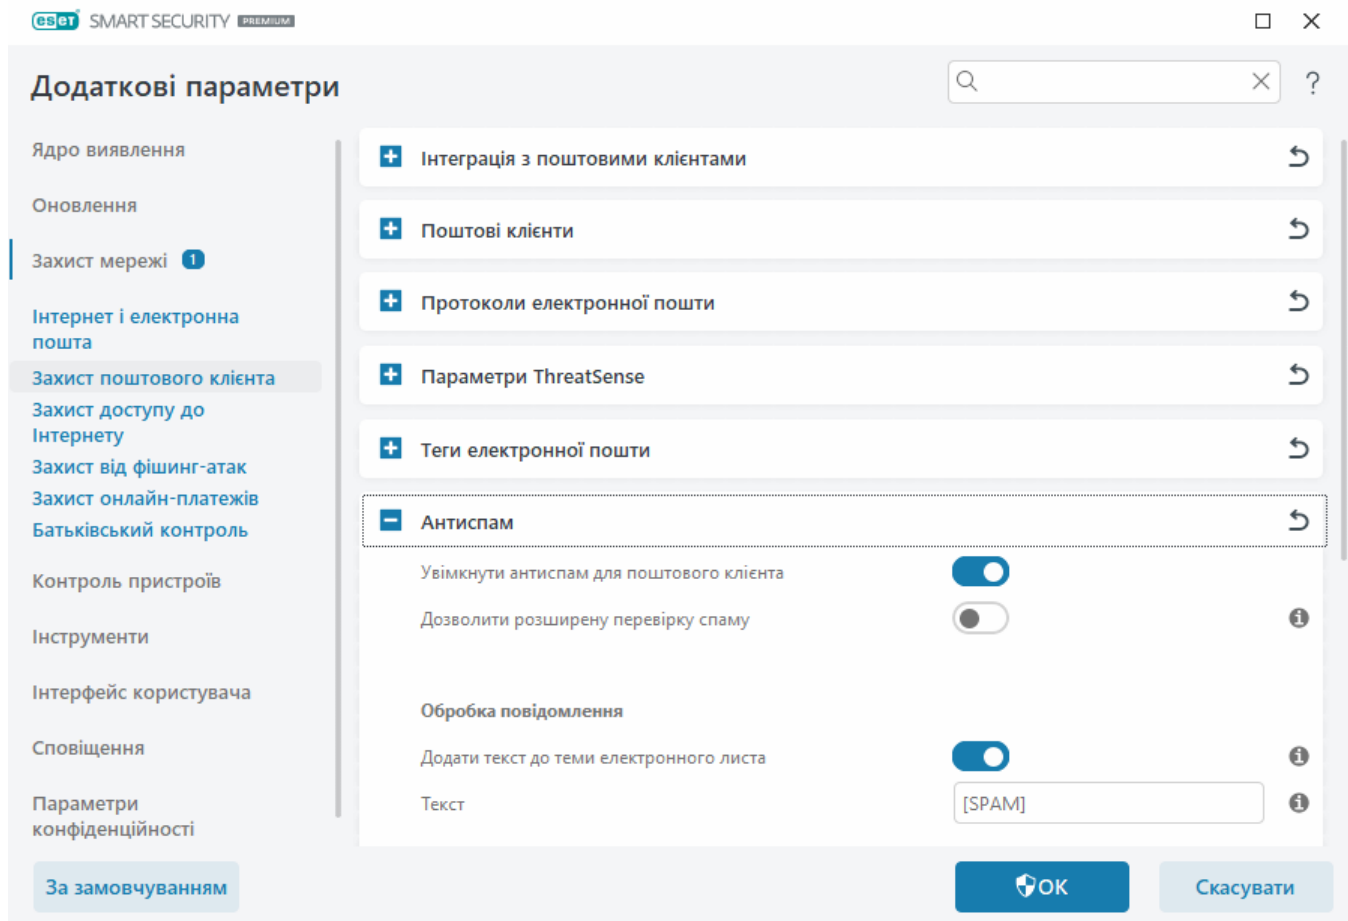 eset SMART SECURITY PREMIUM
Додаткові параметри
?
Ядро виявлення
Оновлення
Захист мережі 1
Інтернет і електронна
пошта
Захист поштового клієнта
Захист доступу до
Інтернету
Захист від фішинг-атак
Захист онлайн-платежів
Батьківський контроль
Контроль пристроїв
Інструменти
Інтерфейс користувача
Сповіщення
Параметри
конфіденційності
Інтеграція з поштовими клієнтами
Поштові клієнти
Протоколи електронної пошти
Параметри ThreatSense
Теги електронної пошти
Антиспам
Увімкнути антиспам для поштового клієнта
Дозволити розширену перевірку спаму
Обробка повідомлення
Додати текст до теми електронного листа
Текст [SPAM]
За замовчуванням
ОК
Скасувати